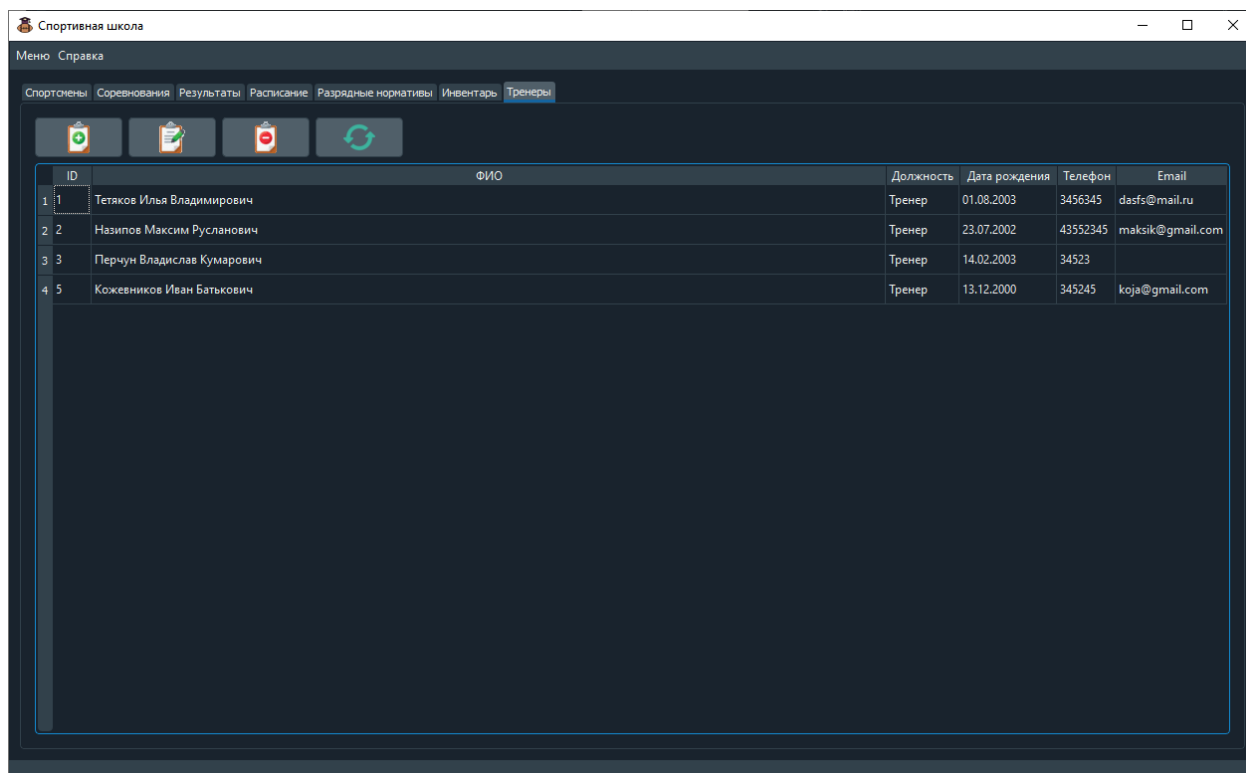 Спортивная школа
Меню Справка
Спортсмены Соревнования Результаты Расписание Разрядные нормативы Инвентарь Тренеры
ID ФИО Должность Дата рождения Телефон Email
1 1 Тетяков Илья Владимирович Тренер 01.08.2003 3456345 dasfs@mail.ru
2 2 Назипов Максим Русланович Тренер 23.07.2002 43552345 maksik@gmail.com
3 3 Перчун Владислав Кумарович Тренер 14.02.2003 34523
4 5 Кожевников Иван Батькович Тренер 13.12.2000 345245 koja@gmail.com